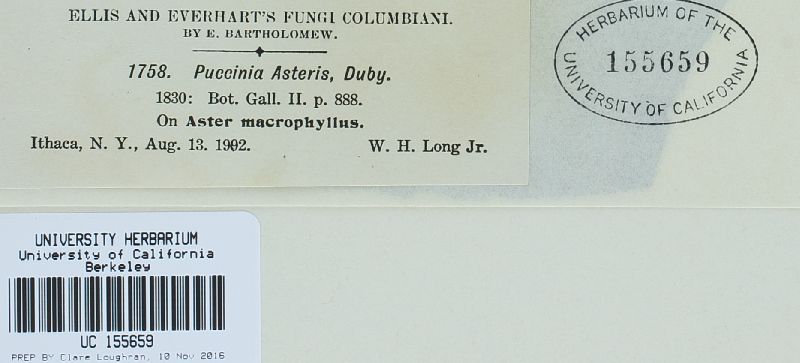 ELLIS AND EVERHART'S FUNGI COLUMBIANI.
BY E. BARTHOLOMEW.
1758. Puccinia Asteris, Duby.
1830: Bot. Gall. II. p. 888.
On Aster macrophyllus.
Ithaca, N. Y., Aug. 13. 1902. W. H. Long Jr.
HERBARIUM OF THE
155659
UNIVERSITY OF CALIFORNIA
UNIVERSITY HERBARIUM
University of California
Berkeley
UC 155659
PREP BY Clare Loughran, 10 Nov 2016